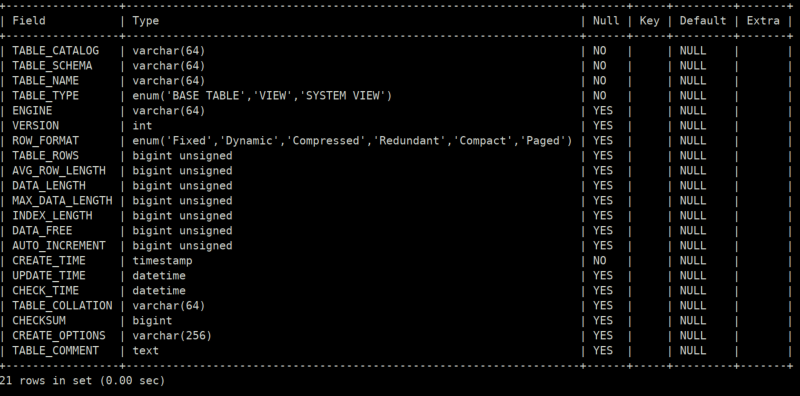 +----------------+----------------------------------------------------------------------+------+-----+---------+-------+
| Field          | Type                                                                 | Null | Key | Default | Extra |
+----------------+----------------------------------------------------------------------+------+-----+---------+-------+
| TABLE_CATALOG  | varchar(64)                                                          | NO   |     | NULL    |       |
| TABLE_SCHEMA   | varchar(64)                                                          | NO   |     | NULL    |       |
| TABLE_NAME     | varchar(64)                                                          | NO   |     | NULL    |       |
| TABLE_TYPE     | enum('BASE TABLE','VIEW','SYSTEM VIEW')                              | NO   |     | NULL    |       |
| ENGINE         | varchar(64)                                                          | YES  |     | NULL    |       |
| VERSION        | int                                                                  | YES  |     | NULL    |       |
| ROW_FORMAT     | enum('Fixed','Dynamic','Compressed','Redundant','Compact','Paged') | YES  |     | NULL    |       |
| TABLE_ROWS     | bigint unsigned                                                      | YES  |     | NULL    |       |
| AVG_ROW_LENGTH | bigint unsigned                                                      | YES  |     | NULL    |       |
| DATA_LENGTH    | bigint unsigned                                                      | YES  |     | NULL    |       |
| MAX_DATA_LENGTH | bigint unsigned                                                     | YES  |     | NULL    |       |
| INDEX_LENGTH   | bigint unsigned                                                      | YES  |     | NULL    |       |
| DATA_FREE      | bigint unsigned                                                      | YES  |     | NULL    |       |
| AUTO_INCREMENT | bigint unsigned                                                      | YES  |     | NULL    |       |
| CREATE_TIME    | timestamp                                                            | NO   |     | NULL    |       |
| UPDATE_TIME    | datetime                                                             | YES  |     | NULL    |       |
| CHECK_TIME     | datetime                                                             | YES  |     | NULL    |       |
| TABLE_COLLATION | varchar(64)                                                         | YES  |     | NULL    |       |
| CHECKSUM       | bigint                                                               | YES  |     | NULL    |       |
| CREATE_OPTIONS | varchar(256)                                                         | YES  |     | NULL    |       |
| TABLE_COMMENT  | text                                                                 | YES  |     | NULL    |       |
+----------------+----------------------------------------------------------------------+------+-----+---------+-------+
21 rows in set (0.00 sec)